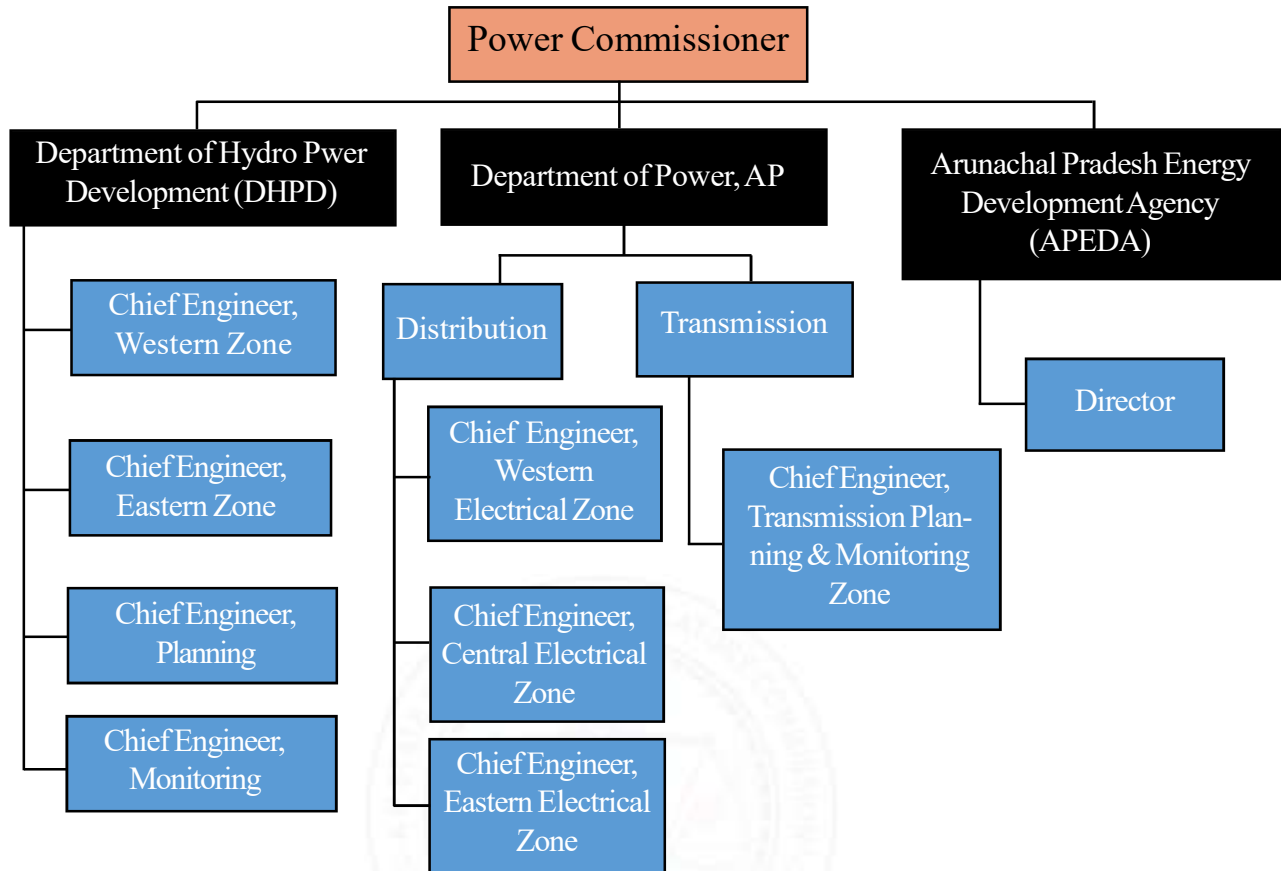 Power Commissioner
Department of Hydro Pwer
Development (DHPD)
Department of Power, AP
Arunachal Pradesh Energy
Development Agency
(APEDA)
Chief Engineer,
Western Zone
Chief Engineer,
Eastern Zone
Chief Engineer,
Planning
Chief Engineer,
Monitoring
Distribution
Chief Engineer,
Western
Electrical Zone
Chief Engineer,
Central Electrical
Zone
Chief Engineer,
Eastern Electrical
Zone
Transmission
Chief Engineer,
Transmission Plan-
ning & Monitoring
Zone
Director